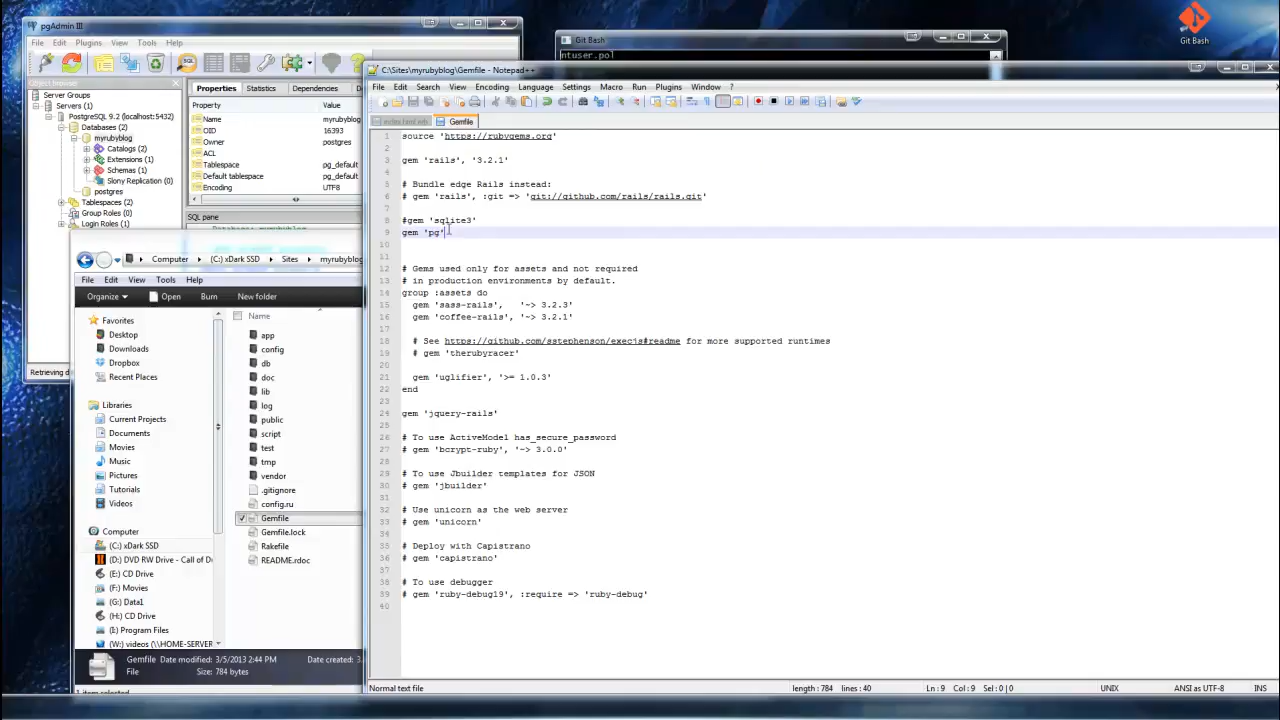 pgAdmin III
File Edit Plugins View Tools Help
Object browser
Server Groups
Servers (1)
PostgreSQL 9.2 (localhost:5432)
Databases (2)
myrubyblog
Catalogs (2)
Extensions (1)
Schemas (1)
Slony Replication (0)
postgres
Tablespaces (2)
Group Roles (0)
Login Roles (1)
Properties Statistics Dependencies
Property Value
Name myrubyblog
OID 16393
Owner postgres
ACL
Tablespace pg_default
Default tablespace pg_default
Encoding UTF8
SQL pane
Git Bash
ntuser.pol
Git Bash
Computer (C:) xDark SSD Sites myrubyblog
File Edit View Tools Help
Organize Open Burn New folder
Favorites
Desktop
Downloads
Dropbox
Recent Places
Libraries
Current Projects
Documents
Movies
Music
Pictures
Tutorials
Videos
Computer
(C:) xDark SSD
(D:) DVD RW Drive - Call of D
(E:) CD Drive
(F:) Movies
(G:) Data1
(H:) CD Drive
(I:) Program Files
(W:) videos (\\HOME-SERVER
Name
app
config
db
doc
lib
log
public
script
test
tmp
vendor
.gitignore
config.ru
Gemfile
Gemfile.lock
Rakefile
README.rdoc
Gemfile Date modified: 3/5/2013 2:44 PM Date created: 3.
File Size: 784 bytes
1 item selected
C:\Sites\myrubyblog\Gemfile - Notepad++
File Edit Search View Encoding Language Settings Macro Run Plugins Window ?
Gemfile
1 source 'https://rubygems.org'
2
3 gem 'rails', '3.2.1'
4
5 # Bundle edge Rails instead:
6 # gem 'rails', :git => 'git://github.com/rails/rails.git'
7
8 #gem 'sqlite3'
9 gem 'pg'
10
11
12 # Gems used only for assets and not required
13 # in production environments by default.
14 group :assets do
15 gem 'sass-rails', '~> 3.2.3'
16 gem 'coffee-rails', '~> 3.2.1'
17
18 # See https://github.com/sstephenson/execjs#readme for more supported runtimes
19 # gem 'therubyracer'
20
21 gem 'uglifier', '>= 1.0.3'
22 end
23
24 gem 'jquery-rails'
25
26 # To use ActiveModel has_secure_password
27 # gem 'bcrypt-ruby', '~> 3.0.0'
28
29 # To use Jbuilder templates for JSON
30 # gem 'jbuilder'
31
32 # Use unicorn as the web server
33 # gem 'unicorn'
34
35 # Deploy with Capistrano
36 # gem 'capistrano'
37
38 # To use debugger
39 # gem 'ruby-debug19', :require => 'ruby-debug'
40
Normal text file length : 784 lines : 40 Ln : 9 Col : 9 Sel : 0 | 0 UNIX ANSI as UTF-8 INS